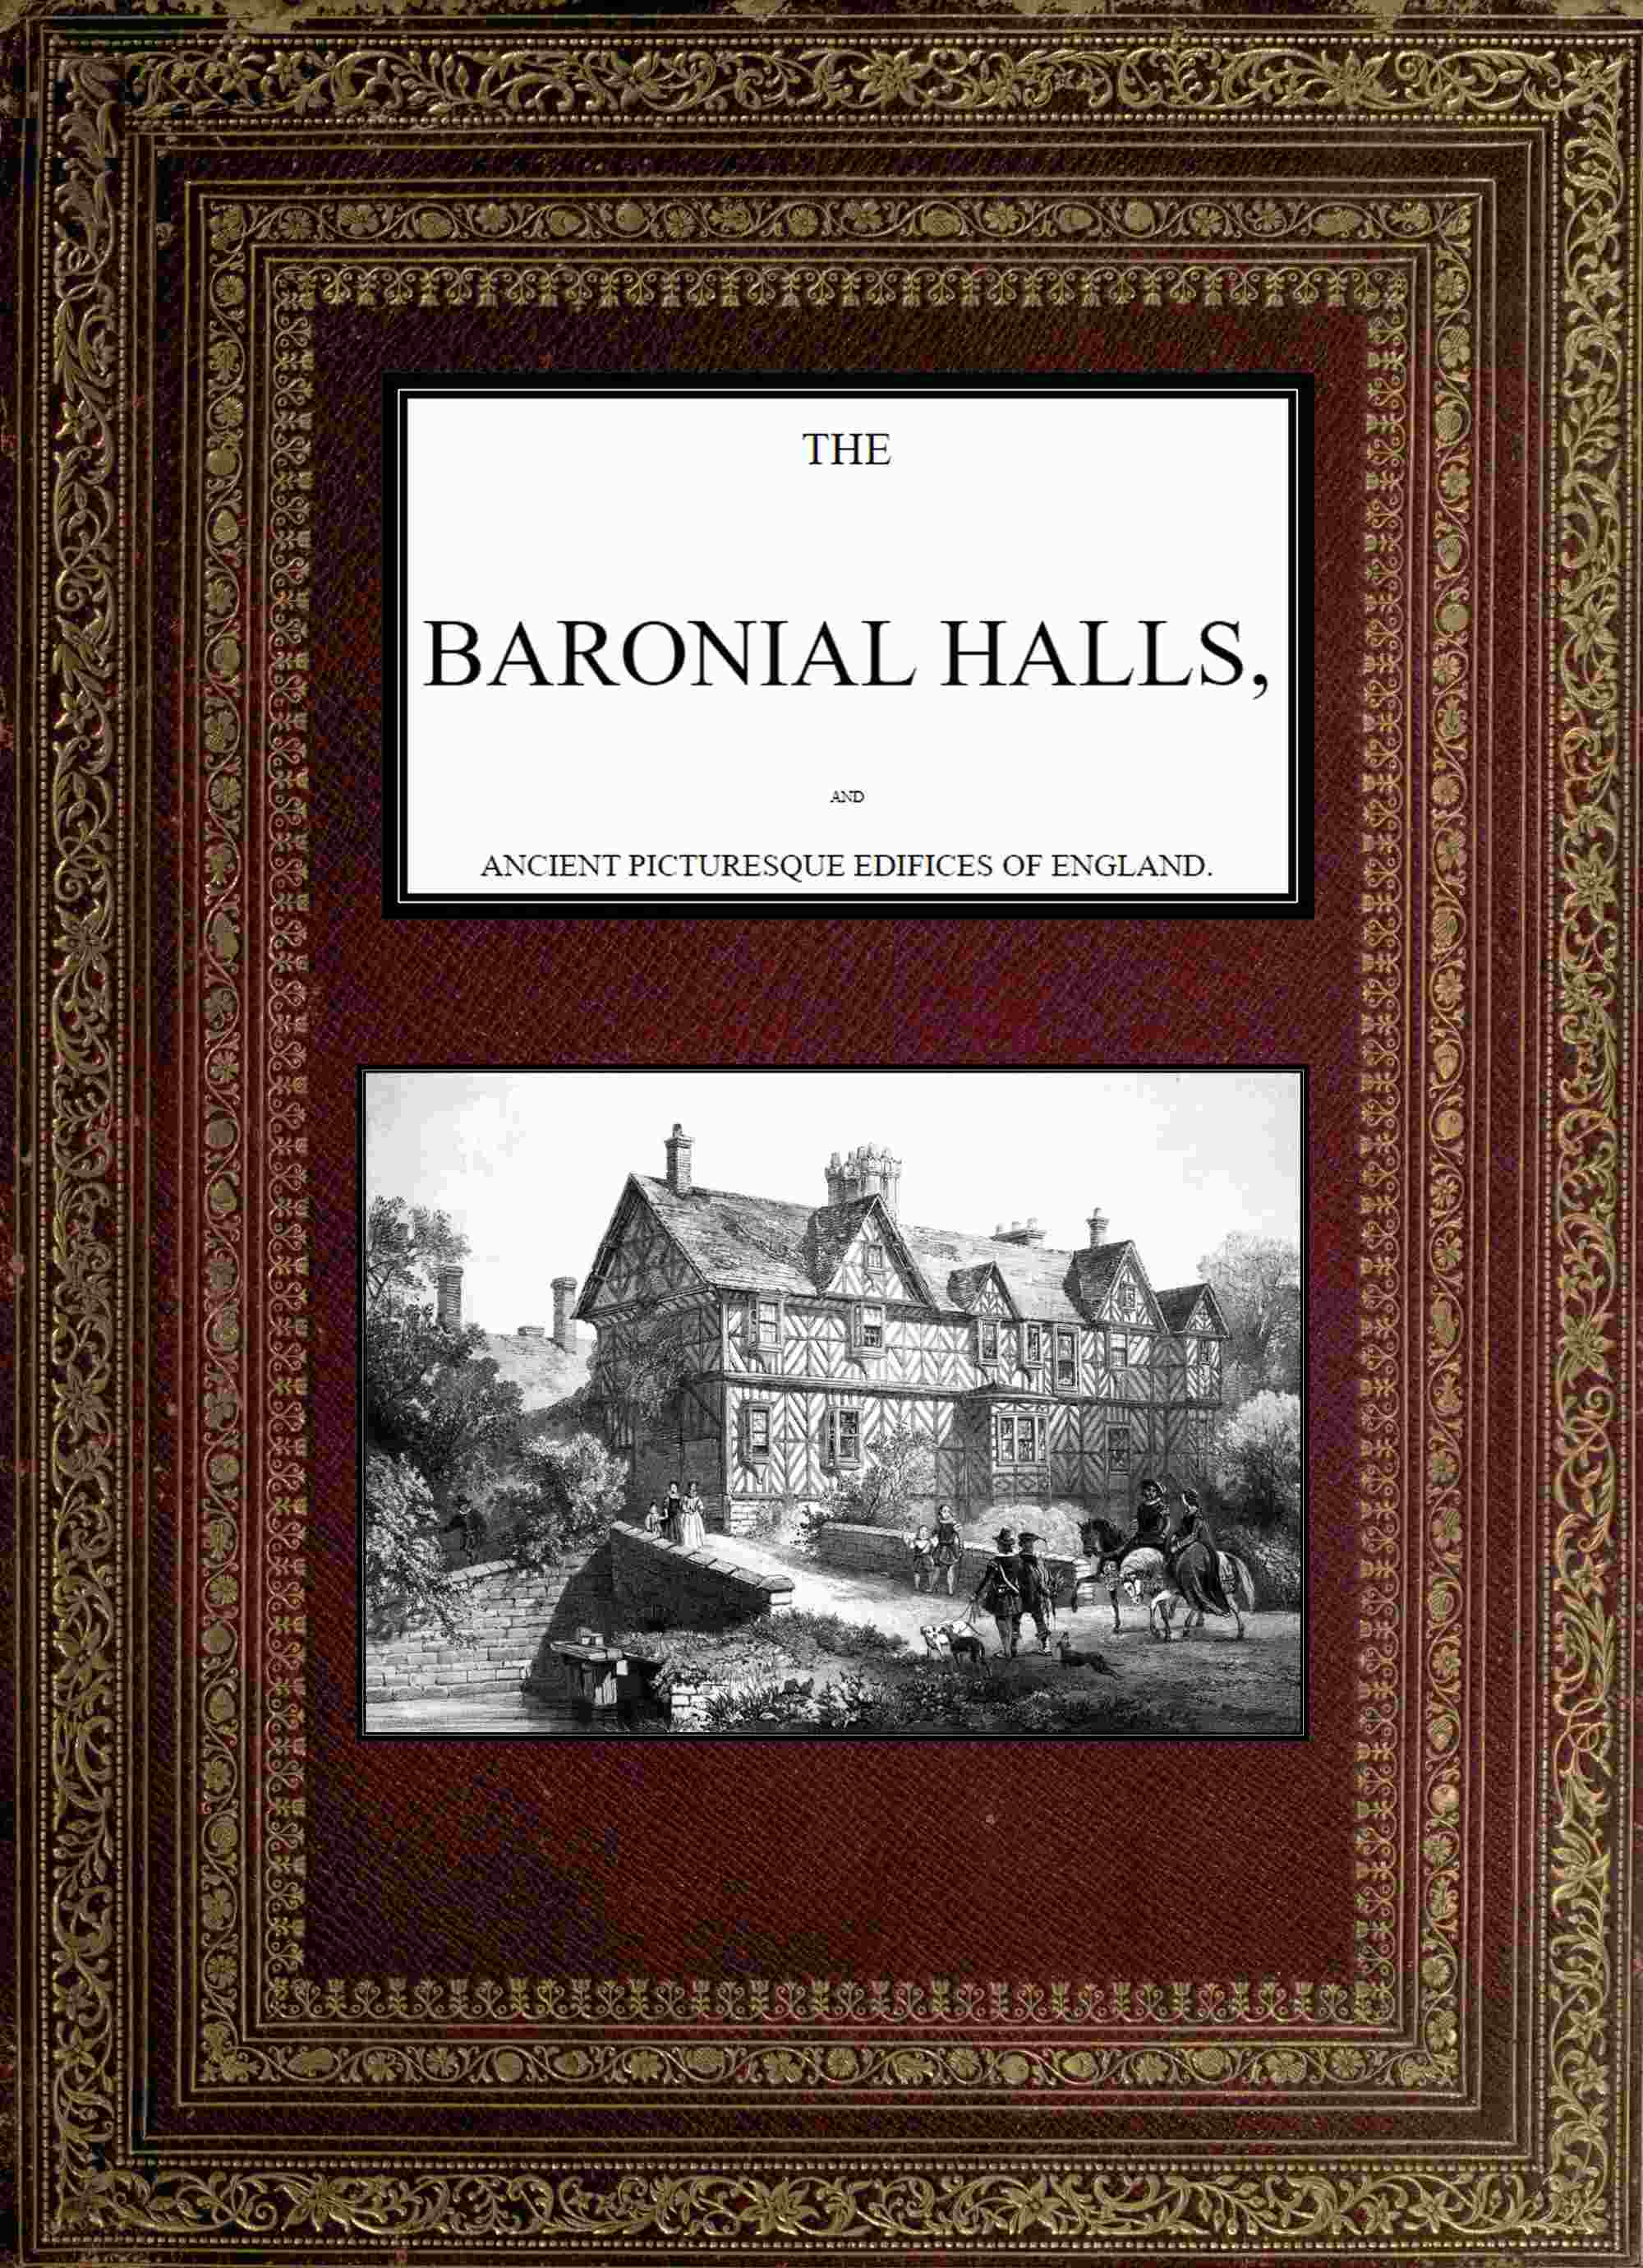 THE
BARONIAL HALLS,
AND
ANCIENT PICTURESQUE EDIFICES OF ENGLAND.